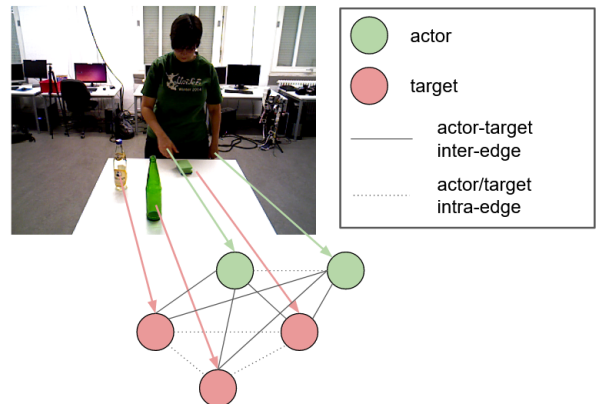 actor
target
actor-target
inter-edge
actor/target
intra-edge